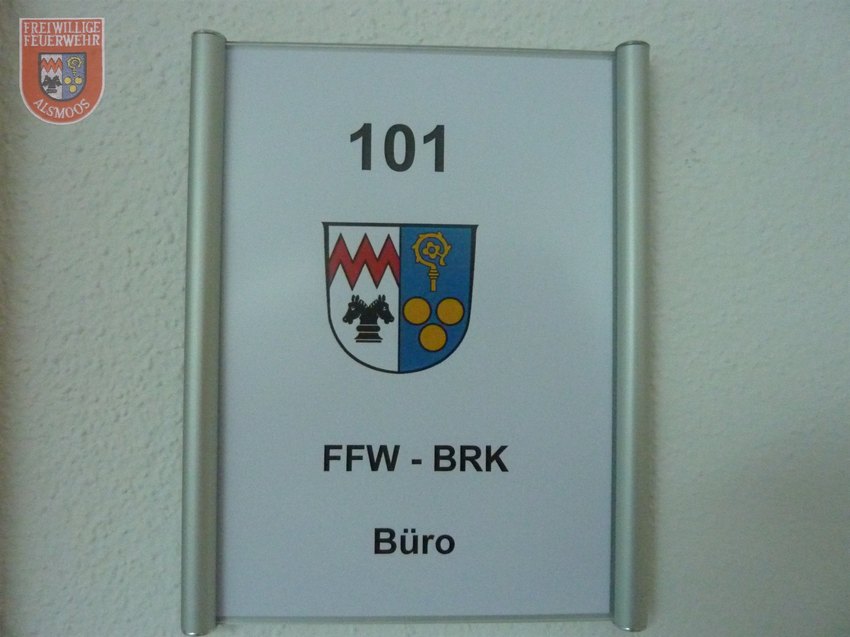 FREIWILLIGE
FEUERWEHR
ALSMOOS
101
FFW - BRK
Büro